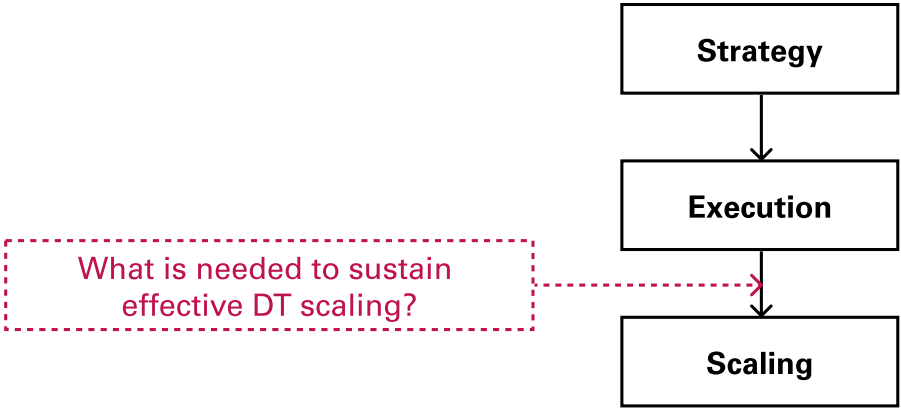 Strategy
Execution
What is needed to sustain
effective DT scaling?
Scaling